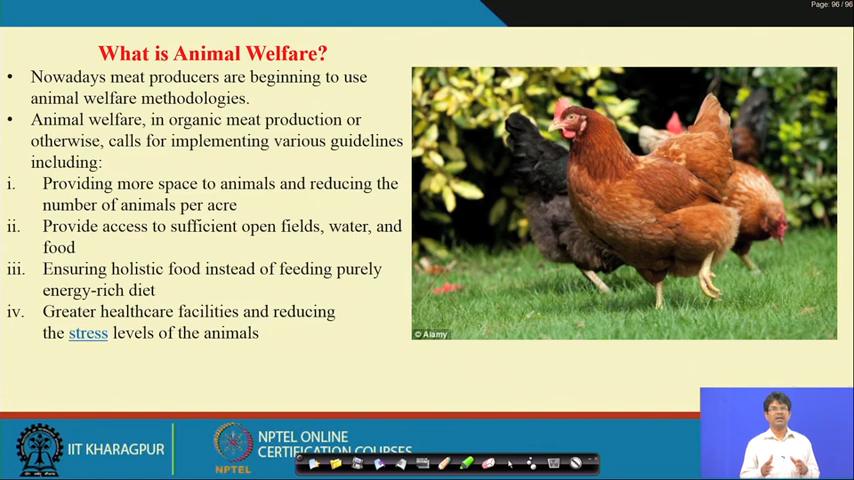 Page: 96 / 96
What is Animal Welfare?
• Nowadays meat producers are beginning to use
animal welfare methodologies.
• Animal welfare, in organic meat production or
otherwise, calls for implementing various guidelines
including:
i. Providing more space to animals and reducing the
number of animals per acre
ii. Provide access to sufficient open fields, water, and
food
iii. Ensuring holistic food instead of feeding purely
energy-rich diet
iv. Greater healthcare facilities and reducing
the stress levels of the animals
© Alamy
IIT KHARAGPUR
NPTEL
NPTEL ONLINE
CERTIFICATION COURSES